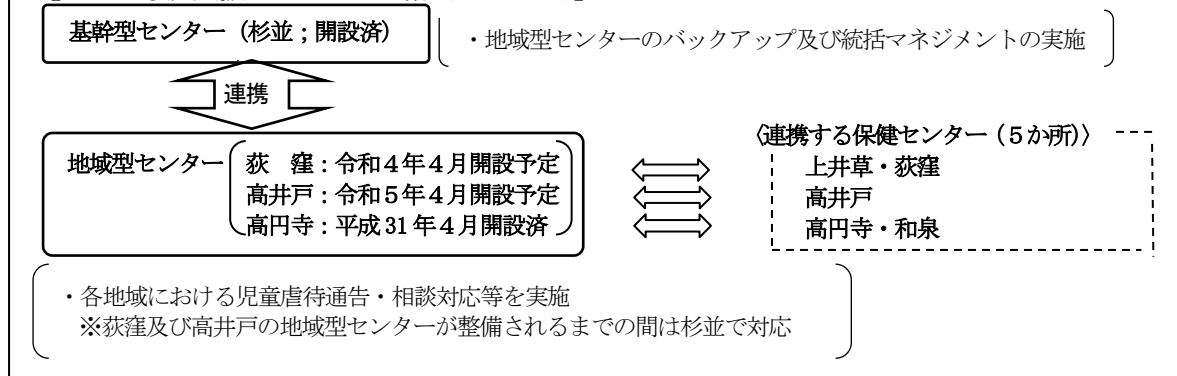 基幹型センター（杉並；開設済）
・地域型センターのバックアップ及び統括マネジメントの実施
連携
〈連携する保健センター（５か所）〉
地域型センター
荻　窪：令和４年４月開設予定
高井戸：令和５年４月開設予定
高円寺：平成31年４月開設済
上井草・荻窪
高井戸
高円寺・和泉
・各地域における児童虐待通告・相談対応等を実施
※荻窪及び高井戸の地域型センターが整備されるまでの間は杉並で対応